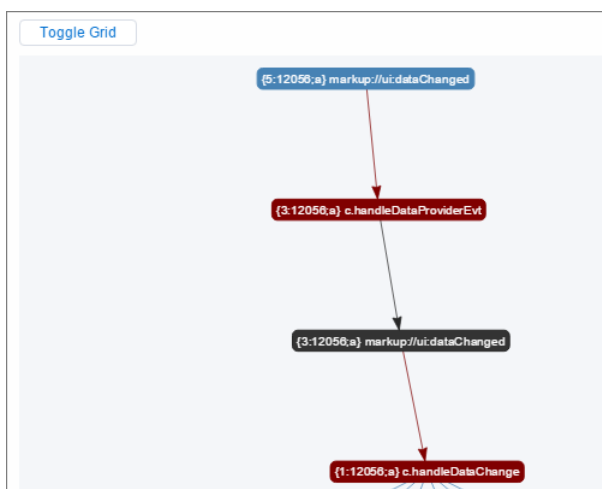 Toggle Grid
{5:12056;a} markup://ui:dataChanged
{3:12056;a} c.handleDataProviderEvt
{3:12056;a} markup://ui:dataChanged
{1:12056;a} c.handleDataChange